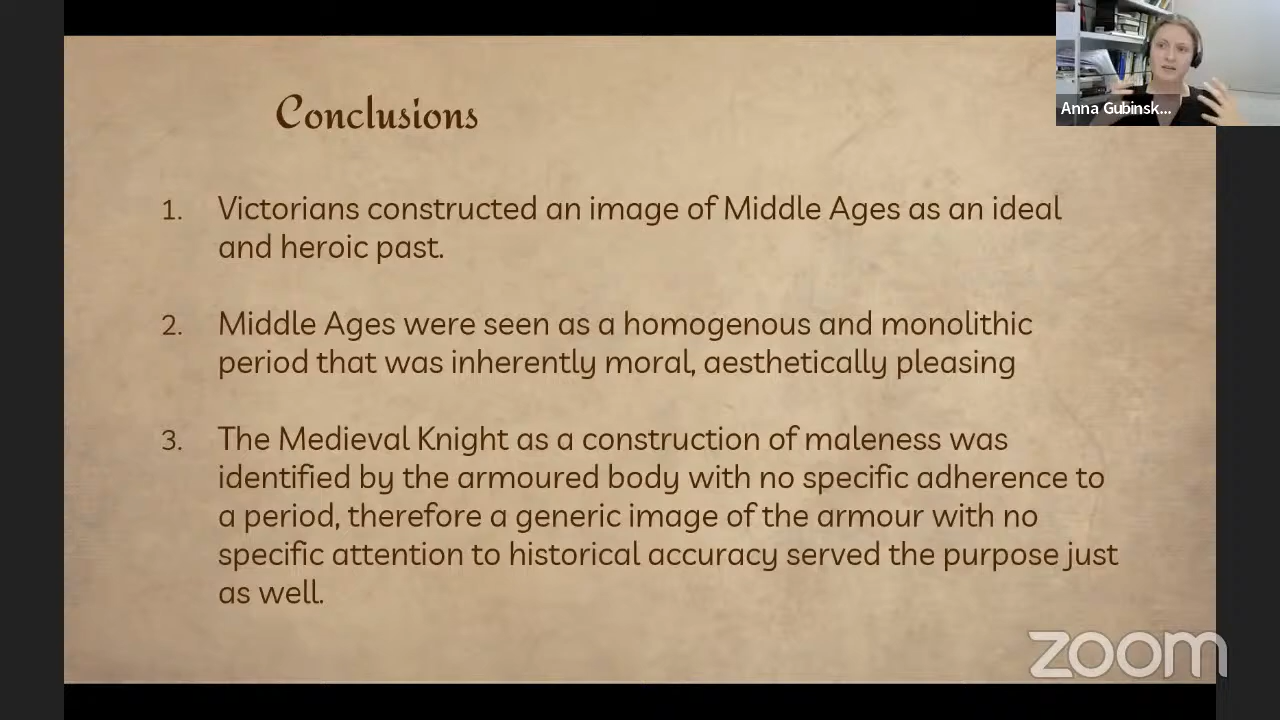 Conclusions
Anna Gubinsk...
1. Victorians constructed an image of Middle Ages as an ideal
and heroic past.
2. Middle Ages were seen as a homogenous and monolithic
period that was inherently moral, aesthetically pleasing
3. The Medieval Knight as a construction of maleness was
identified by the armoured body with no specific adherence to
a period, therefore a generic image of the armour with no
specific attention to historical accuracy served the purpose just
as well.
zoom